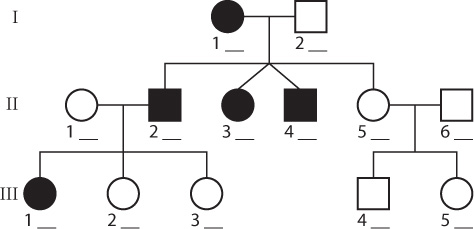 I
1 __ 2 __
II
1 __ 2 __ 3 __ 4 __ 5 __ 6 __
III
1 __ 2 __ 3 __ 4 __ 5 __